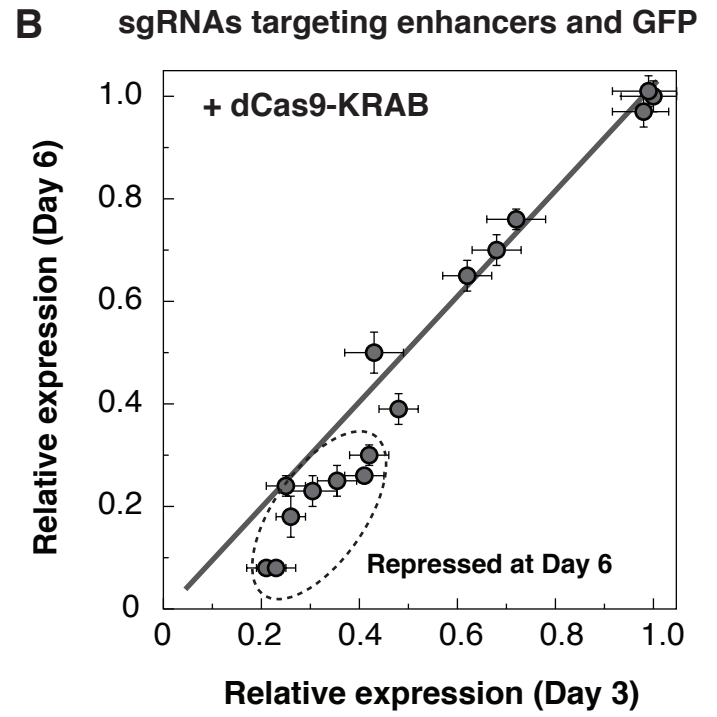 B sgRNAs targeting enhancers and GFP
+ dCas9-KRAB
Relative expression (Day 6)
1.0
0.8
0.6
0.4
0.2
0
Repressed at Day 6
0 0.2 0.4 0.6 0.8 1.0
Relative expression (Day 3)